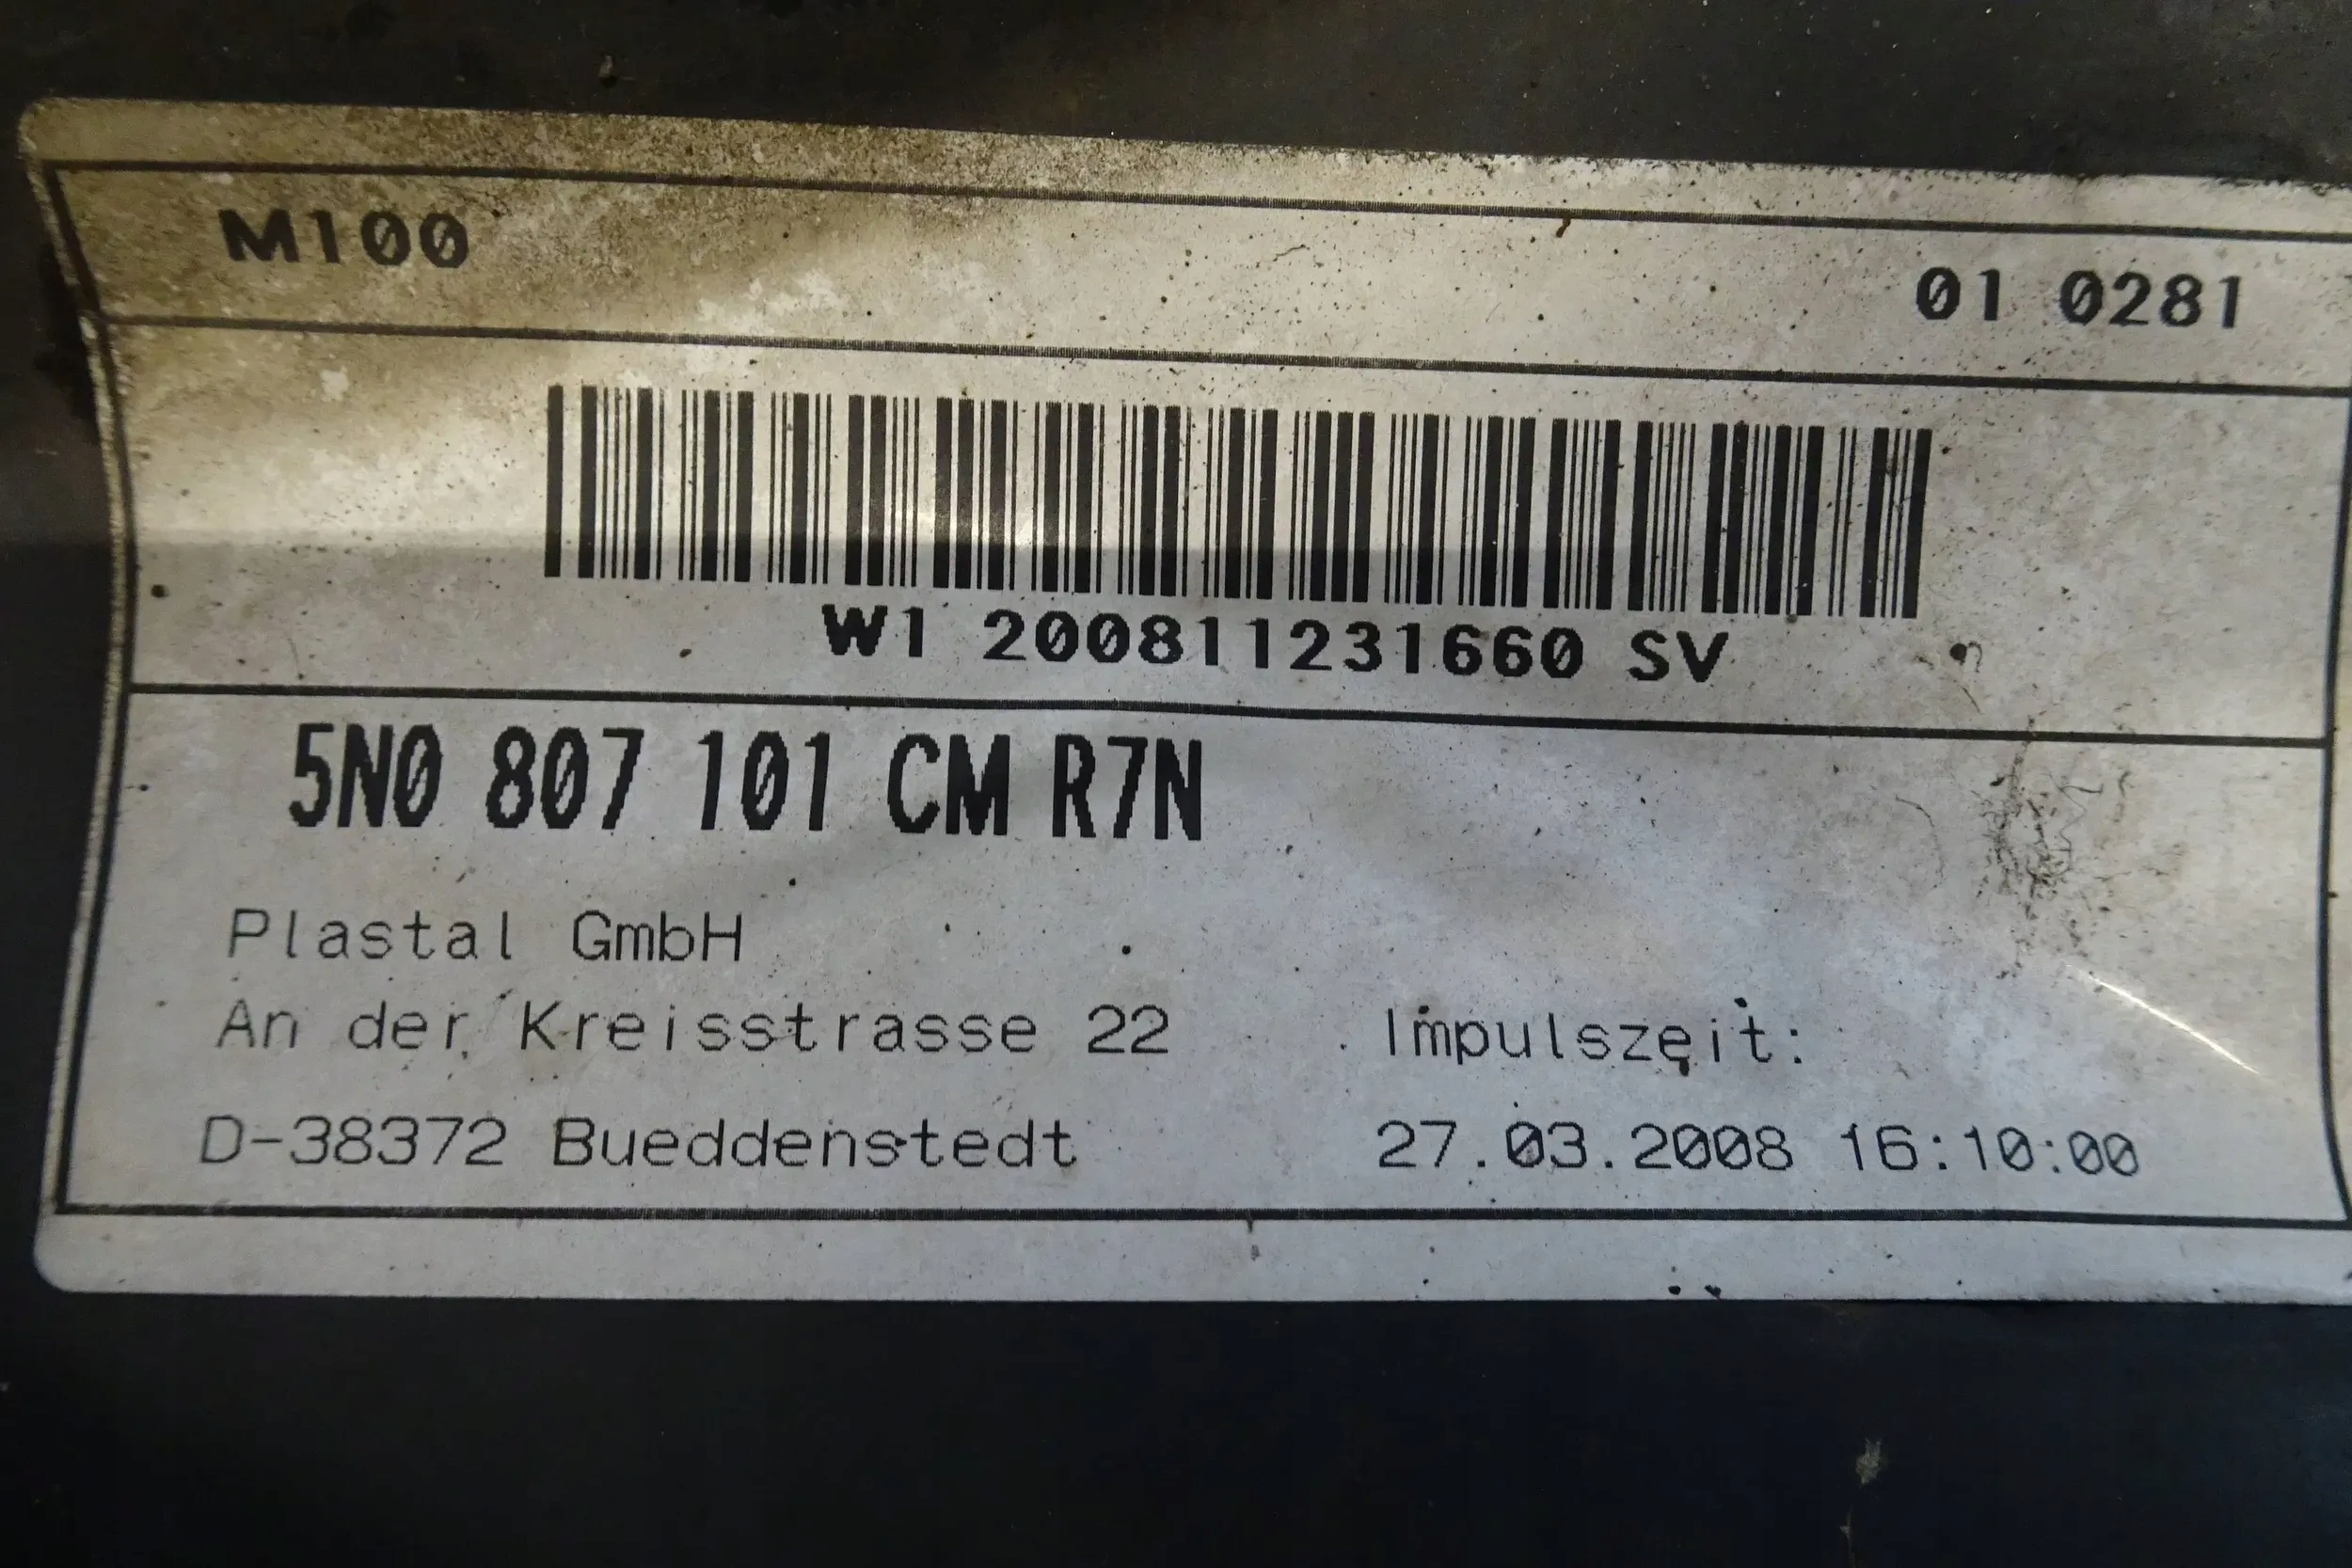 M100
01 0281
W1 200811231660 SV
5N0 807 101 CM R7N
Plastal GmbH
An der Kreisstrasse 22
Impulszeit:
D-38372 Bueddenstedt
27.03.2008 16:10:00